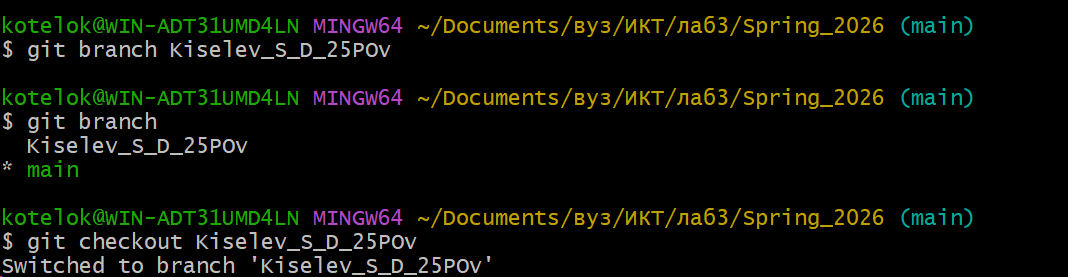 kotelok@WIN-ADT31UMD4LN MINGW64 ~/Documents/вуз/ИКТ/лаб3/Spring_2026 (main)
$ git branch Kiselev_S_D_25POv
kotelok@WIN-ADT31UMD4LN MINGW64 ~/Documents/вуз/ИКТ/лаб3/Spring_2026 (main)
$ git branch
  Kiselev_S_D_25POv
* main
kotelok@WIN-ADT31UMD4LN MINGW64 ~/Documents/вуз/ИКТ/лаб3/Spring_2026 (main)
$ git checkout Kiselev_S_D_25POv
Switched to branch 'Kiselev_S_D_25POv'